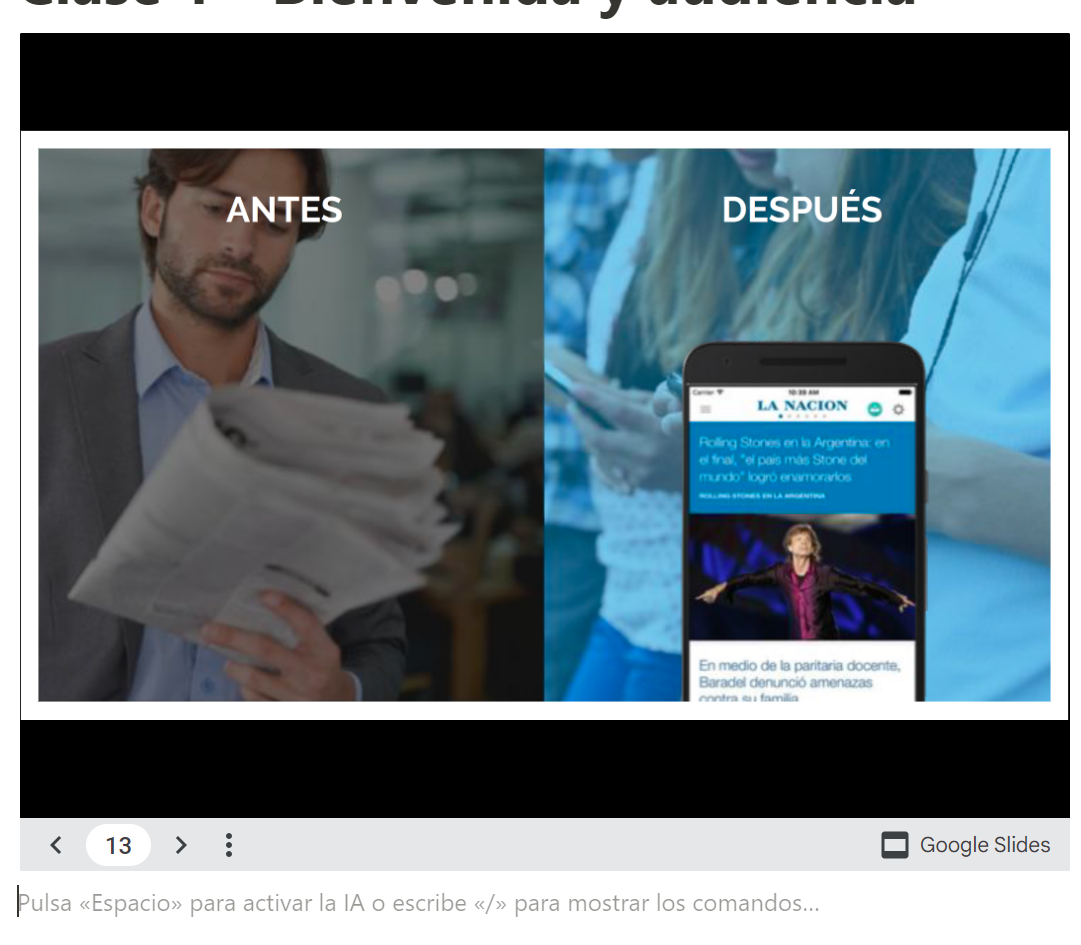 Clase 4 - Bienvenida y audiencia
ANTES
DESPUÉS
Carrier
10:38 AM
LA NACION
Rolling Stones en la Argentina: en
el final, "el país más Stone del
mundo" logró enamorarlos
ROLLING STONES EN LA ARGENTINA
En medio de la paritaria docente,
Baradel denunció amenazas
contra su familia
13
Google Slides
Pulsa «Espacio» para activar la IA o escribe «/» para mostrar los comandos...